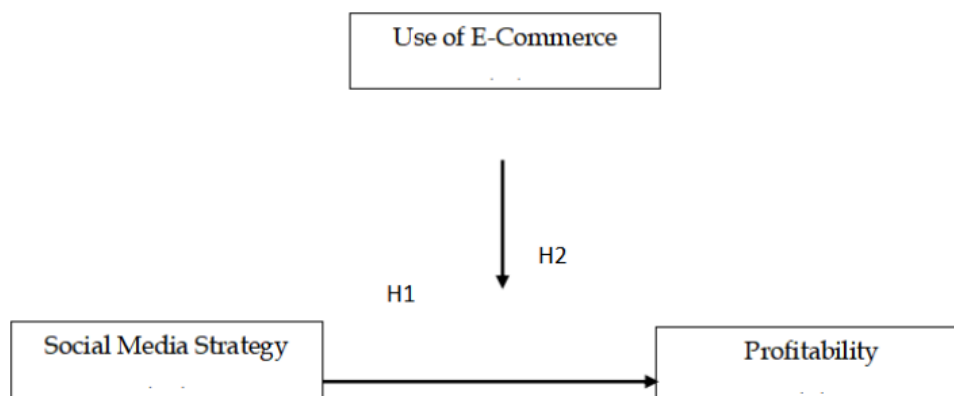 Use of E-Commerce
H2
H1
Social Media Strategy
Profitability